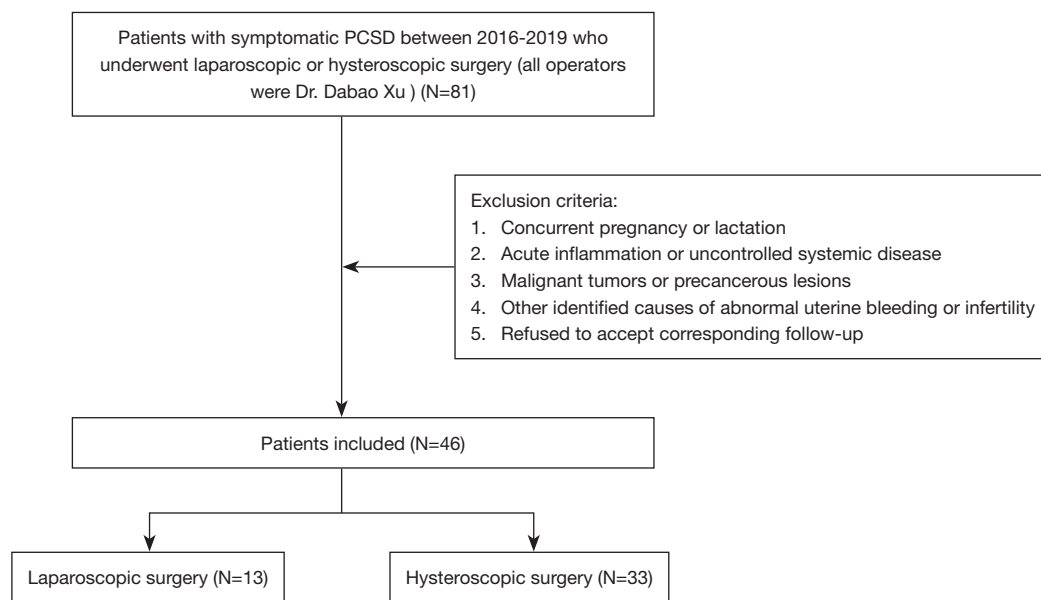 Patients with symptomatic PCSD between 2016-2019 who
underwent laparoscopic or hysteroscopic surgery (all operators
were Dr. Dabao Xu ) (N=81)
Exclusion criteria:
1. Concurrent pregnancy or lactation
2. Acute inflammation or uncontrolled systemic disease
3. Malignant tumors or precancerous lesions
4. Other identified causes of abnormal uterine bleeding or infertility
5. Refused to accept corresponding follow-up
Patients included (N=46)
Laparoscopic surgery (N=13)
Hysteroscopic surgery (N=33)